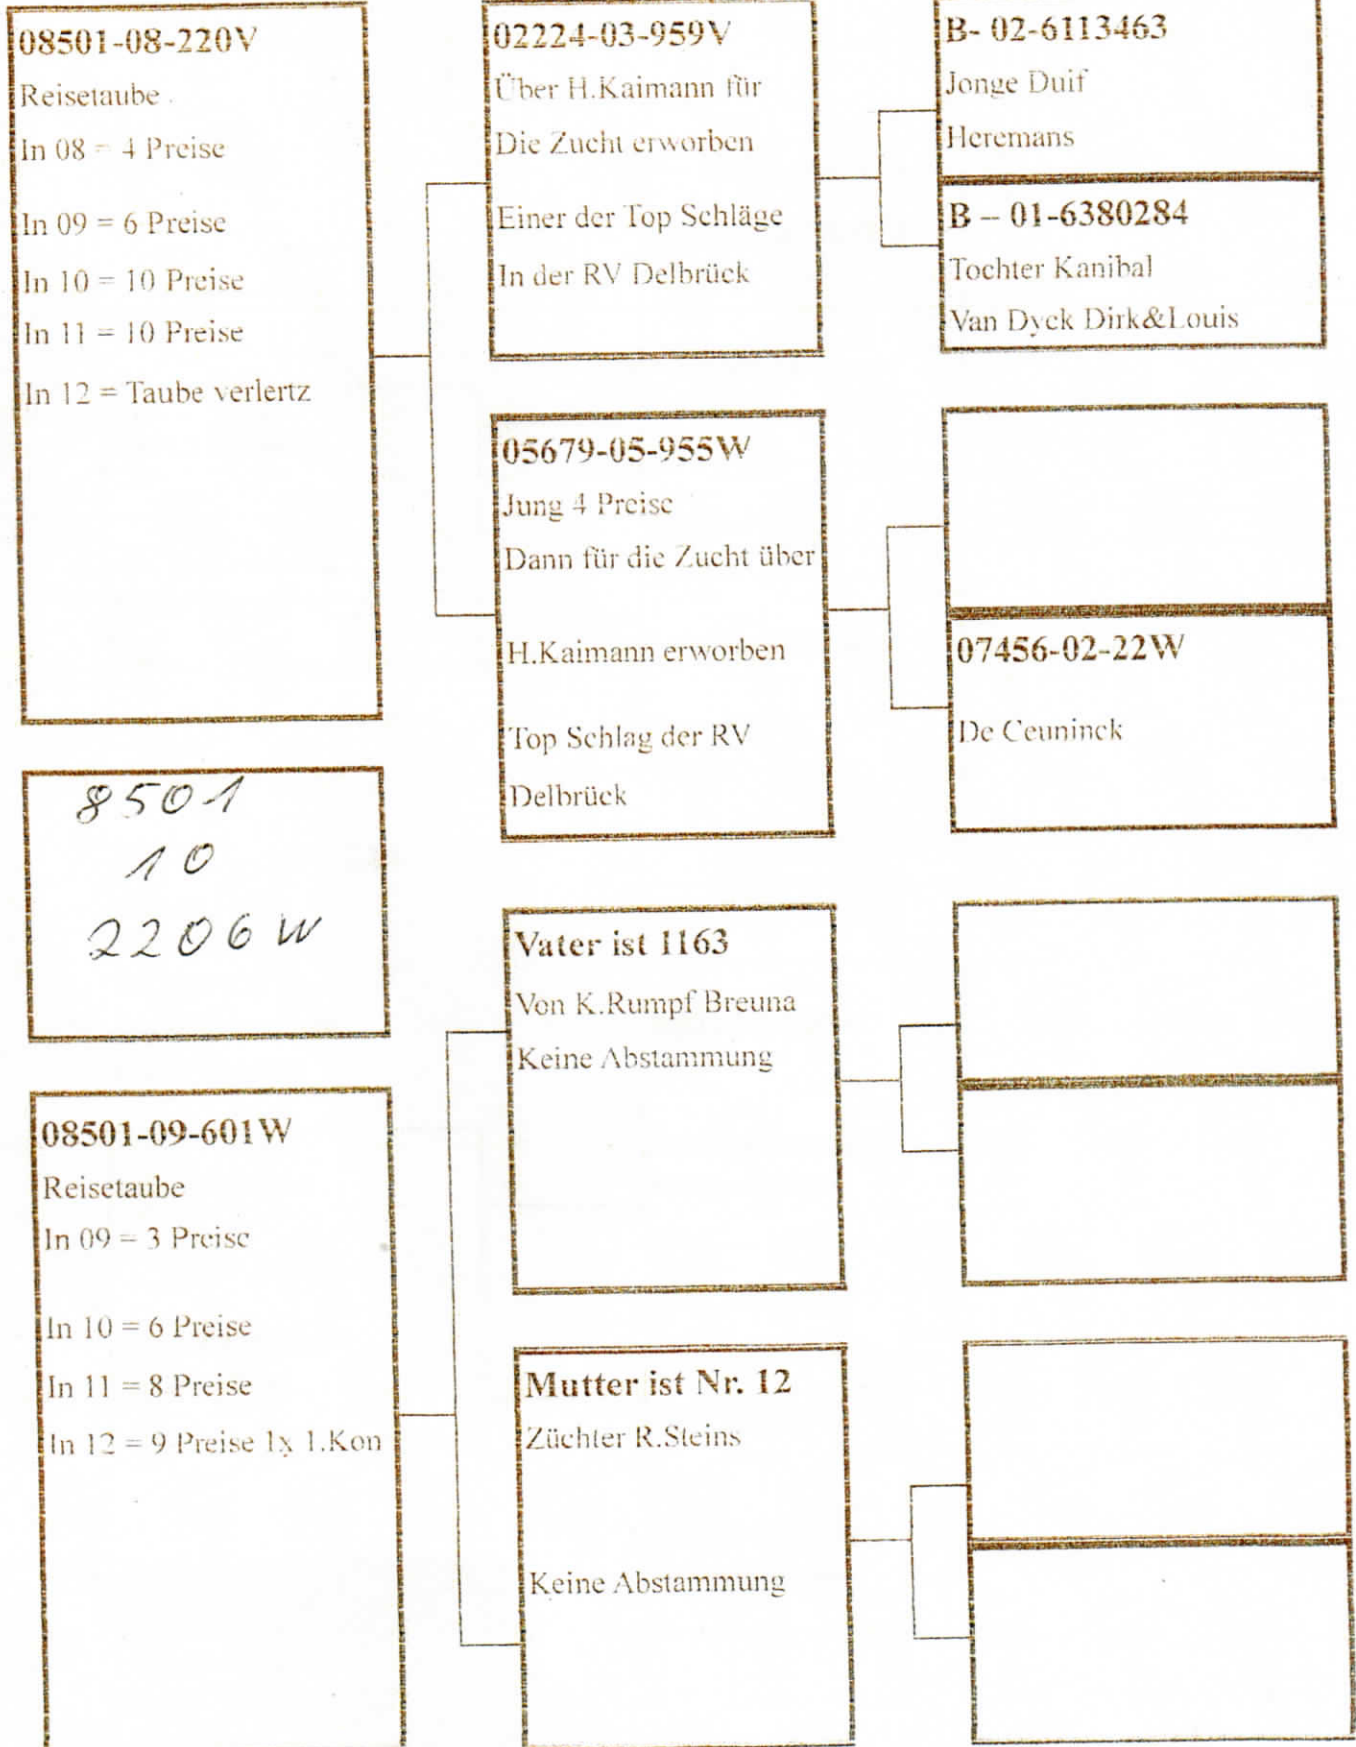 08501-08-220V
Reisetaube
In 08 = 4 Preise
In 09 = 6 Preise
In 10 = 10 Preise
In 11 = 10 Preise
In 12 = Taube verlertz
02224-03-959V
Über H.Kaimann für
Die Zucht erworben
Einer der Top Schläge
In der RV Delbrück
B- 02-6113463
Jonge Duif
Heremans
B – 01-6380284
Tochter Kanibal
Van Dyck Dirk&Louis
05679-05-955W
Jung 4 Preise
Dann für die Zucht über
H.Kaimann erworben
Top Schlag der RV
Delbrück
07456-02-22W
De Ceuninck
8501
10
2206 W
08501-09-601W
Reisetaube
In 09 = 3 Preise
In 10 = 6 Preise
In 11 = 8 Preise
In 12 = 9 Preise 1x 1.Kon
Vater ist 1163
Von K.Rumpf Breuna
Keine Abstammung
Mutter ist Nr. 12
Züchter R.Steins
Keine Abstammung